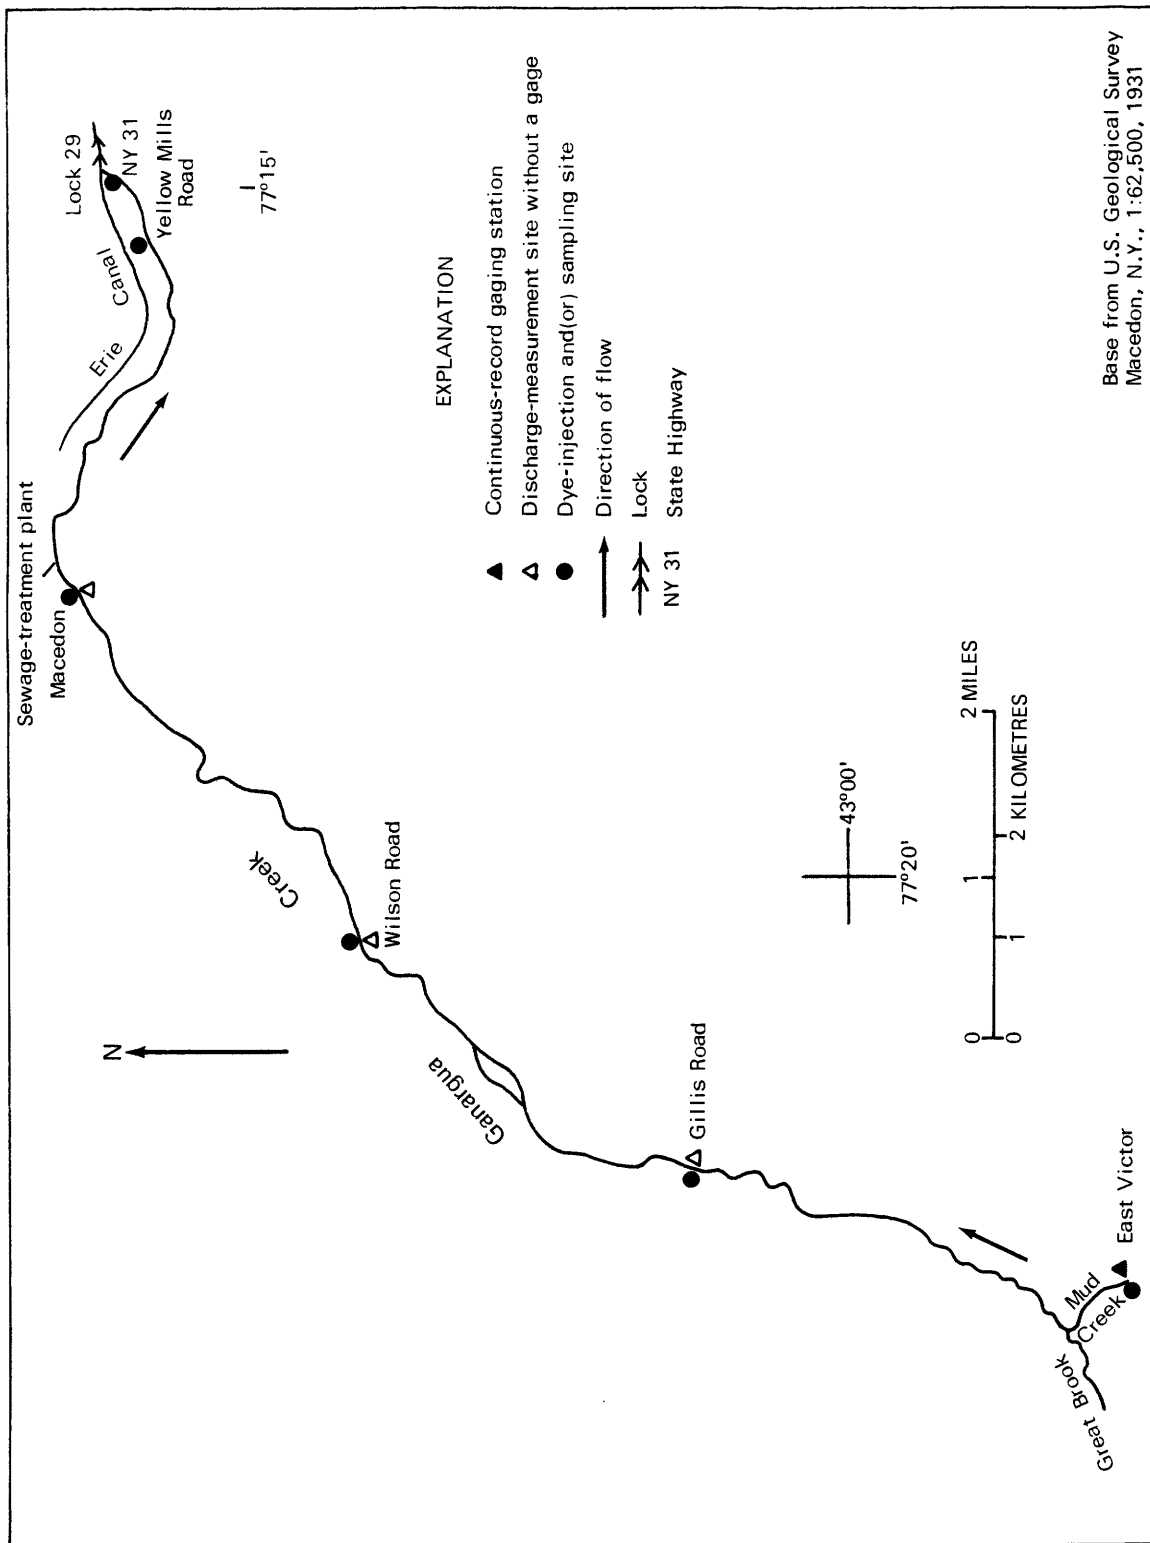 Sewage-treatment plant
Macedon
Lock 29
NY 31
Yellow Mills
Road
Erie
Canal
77°15'
Creek
Wilson Road
N
Ganargua
Gillis Road
Mud
Creek
Great Brook
East Victor
EXPLANATION
Continuous-record gaging station
Discharge-measurement site without a gage
Dye-injection and(or) sampling site
Direction of flow
Lock
NY 31 State Highway
43°00'
77°20'
0 1 2 MILES
0 1 2 KILOMETRES
Base from U.S. Geological Survey
Macedon, N.Y., 1:62,500, 1931